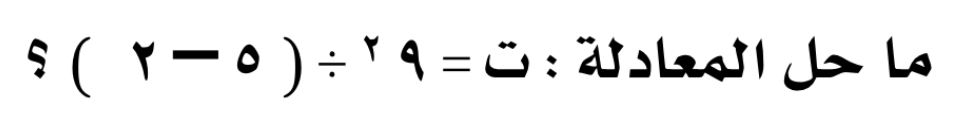 ما حل المعادلة : ت = ٩ ٢ ÷ ( ٥ – ٢ ) ؟